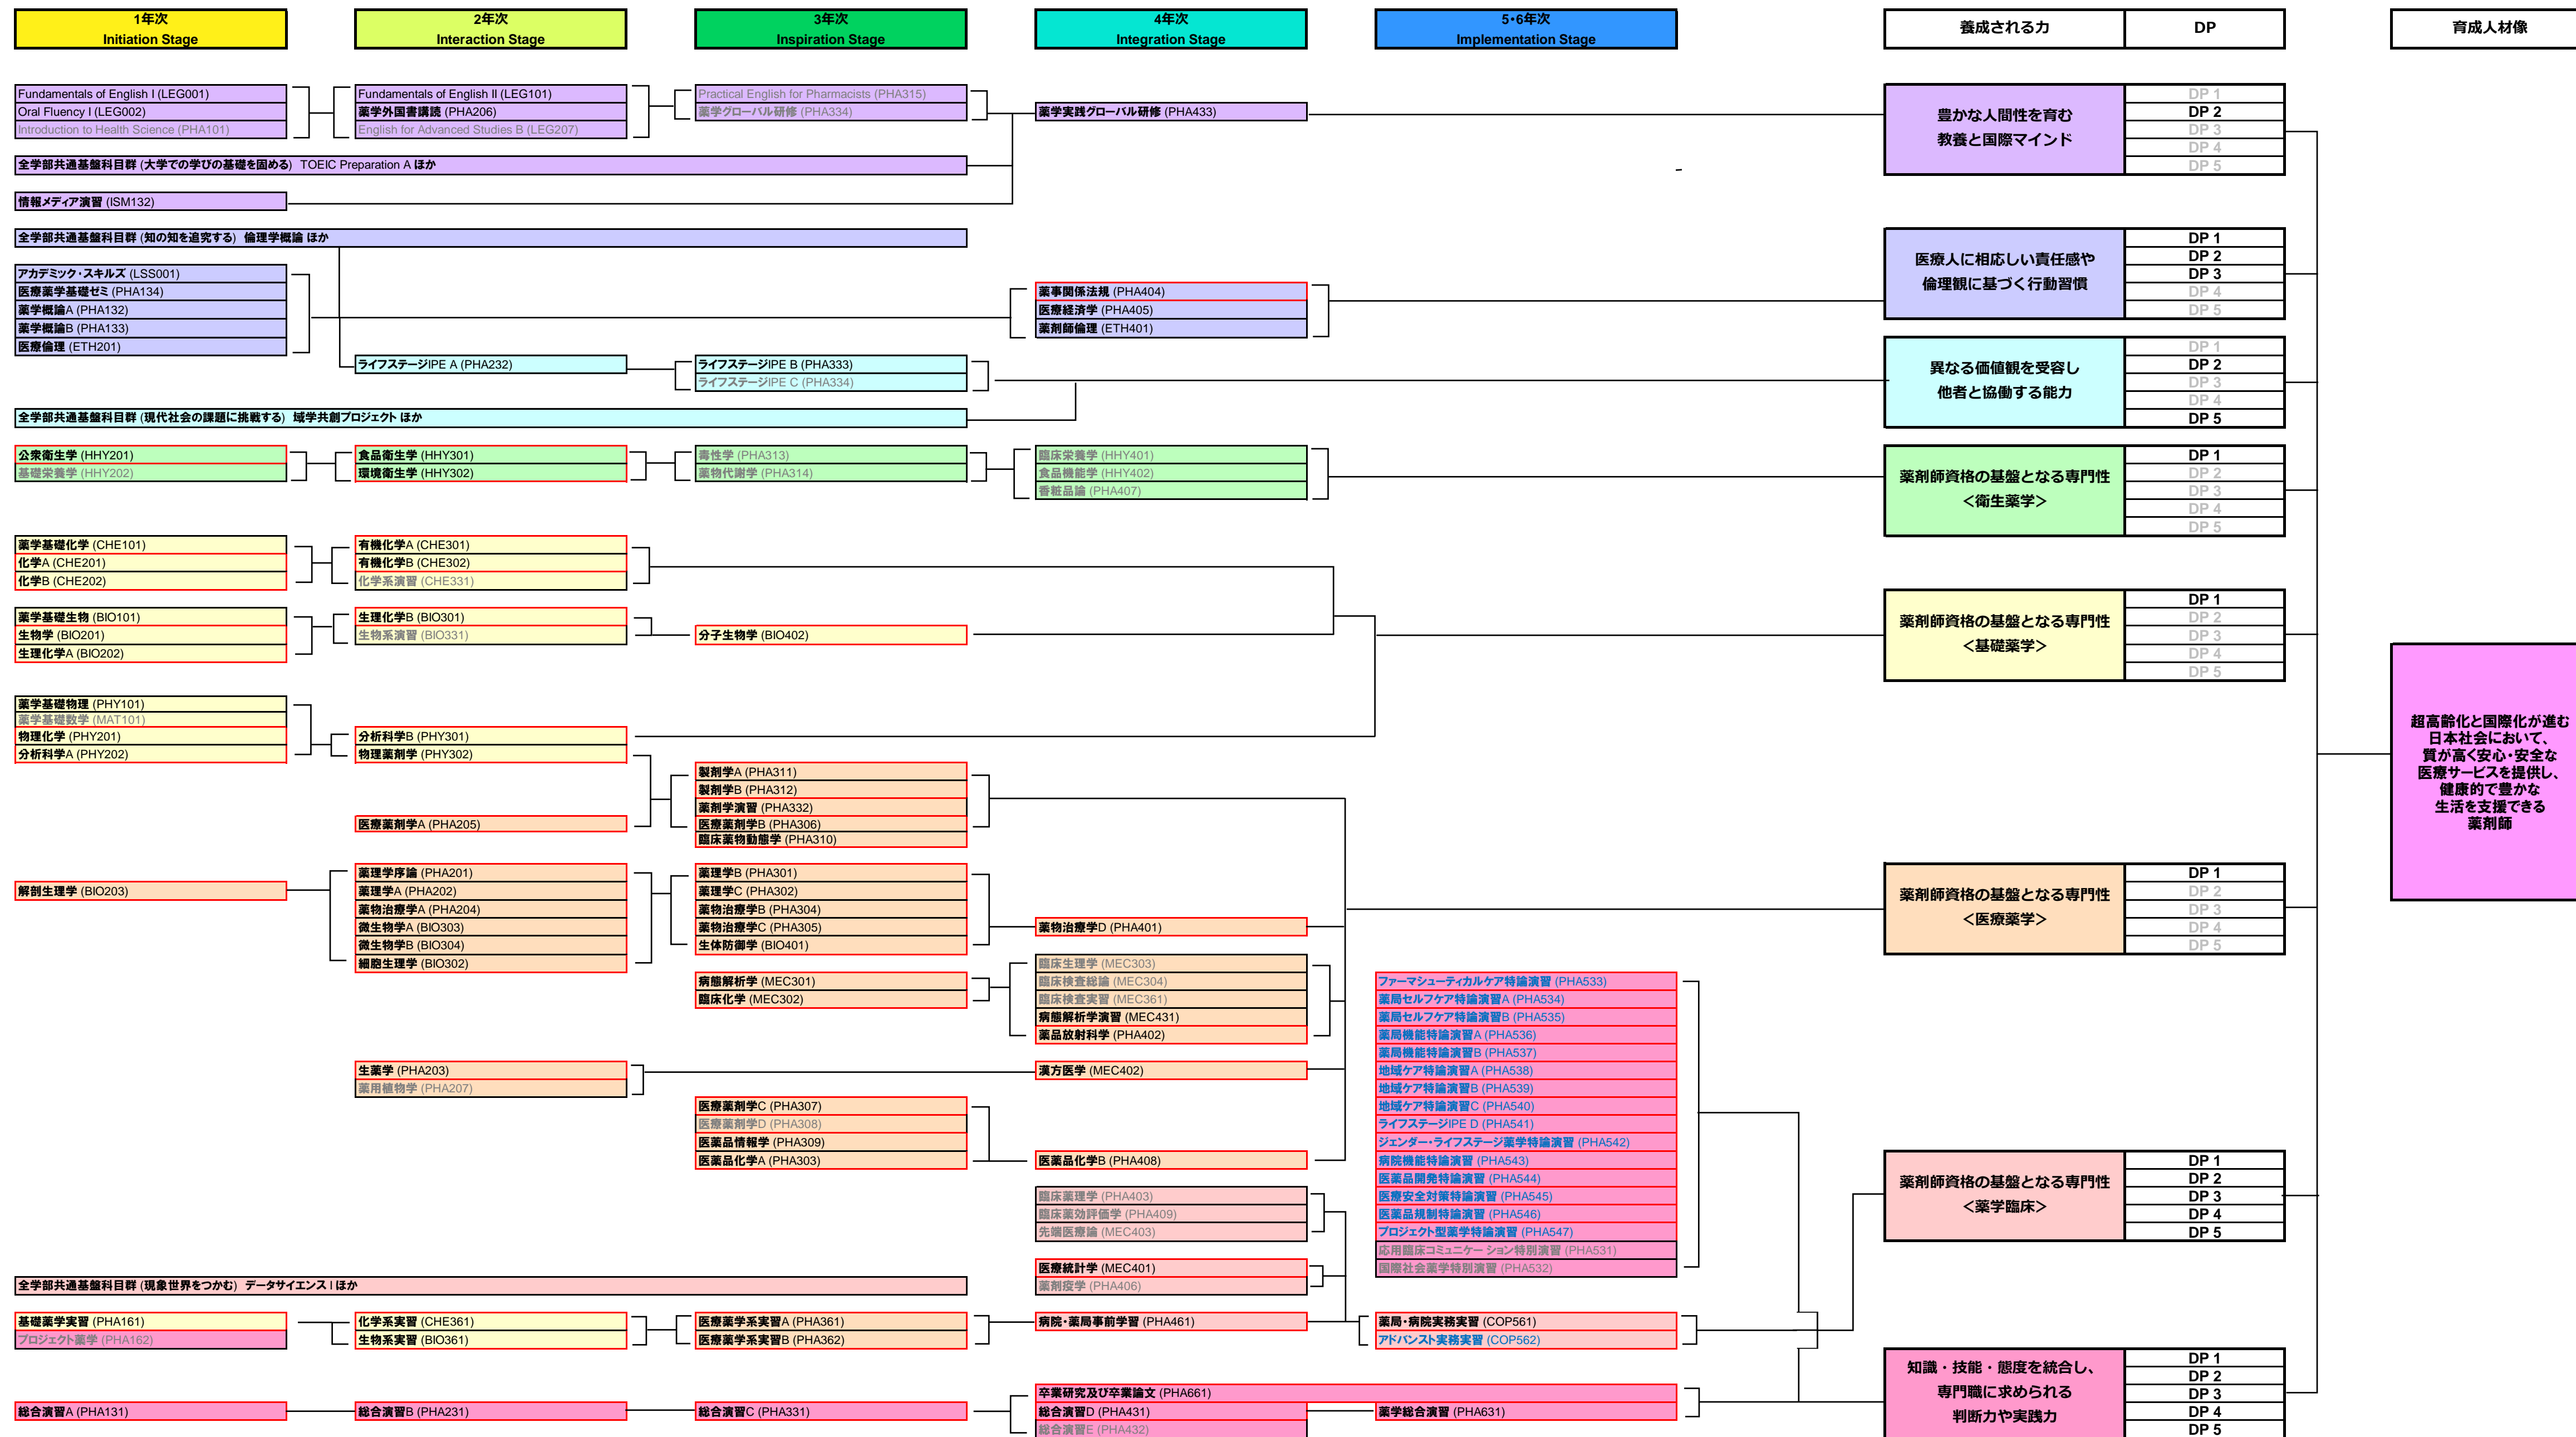 1年次
Initiation Stage
2年次
Interaction Stage
3年次
Inspiration Stage
4年次
Integration Stage
5・6年次
Implementation Stage
養成される力
DP
育成人材像
Fundamentals of English I (LEG001)
Oral Fluency I (LEG002)
Introduction to Health Science (PHA101)
Fundamentals of English II (LEG101)
薬学外国書購読 (PHA206)
English for Advanced Studies B (LEG207)
Practical English for Pharmacists (PHA315)
薬学グローバル研修 (PHA334)
薬学実践グローバル研修 (PHA433)
豊かな人間性を育む
教養と国際マインド
DP 1
DP 2
DP 3
DP 4
DP 5
全学部共通基盤科目群 (大学での学びの基礎を固める) TOEIC Preparation A ほか
情報メディア演習 (ISM132)
全学部共通基盤科目群 (知の知を追究する) 倫理学概論 ほか
アカデミック・スキルズ (LSS001)
医療薬学基礎ゼミ (PHA134)
薬学概論A (PHA132)
薬学概論B (PHA133)
医療倫理 (ETH201)
薬事関係法規 (PHA404)
医療経済学 (PHA405)
薬剤師倫理 (ETH401)
医療人に相応しい責任感や
倫理観に基づく行動習慣
DP 1
DP 2
DP 3
DP 4
DP 5
ライフステージIPE A (PHA232)
ライフステージIPE B (PHA333)
ライフステージIPE C (PHA334)
異なる価値観を受容し
他者と協働する能力
DP 1
DP 2
DP 3
DP 4
DP 5
全学部共通基盤科目群 (現代社会の課題に挑戦する) 域学共創プロジェクト ほか
公衆衛生学 (HHY201)
基礎栄養学 (HHY202)
食品衛生学 (HHY301)
環境衛生学 (HHY302)
毒性学 (PHA313)
薬物代謝学 (PHA314)
臨床栄養学 (HHY401)
食品機能学 (HHY402)
香粧品論 (PHA407)
薬剤師資格の基盤となる専門性
＜衛生薬学＞
DP 1
DP 2
DP 3
DP 4
DP 5
薬学基礎化学 (CHE101)
化学A (CHE201)
化学B (CHE202)
有機化学A (CHE301)
有機化学B (CHE302)
化学系演習 (CHE331)
薬学基礎生物 (BIO101)
生物学 (BIO201)
生理化学A (BIO202)
生理化学B (BIO301)
生物系演習 (BIO331)
分子生物学 (BIO402)
薬剤師資格の基盤となる専門性
＜基礎薬学＞
DP 1
DP 2
DP 3
DP 4
DP 5
薬学基礎物理 (PHY101)
薬学基礎数学 (MAT101)
物理化学 (PHY201)
分析科学A (PHY202)
分析科学B (PHY301)
物理薬剤学 (PHY302)
医療薬剤学A (PHA205)
製剤学A (PHA311)
製剤学B (PHA312)
薬剤学演習 (PHA332)
医療薬剤学B (PHA306)
臨床薬物動態学 (PHA310)
超高齢化と国際化が進む
日本社会において、
質が高く安心・安全な
医療サービスを提供し、
健康的で豊かな
生活を支援できる
薬剤師
解剖生理学 (BIO203)
薬理学序論 (PHA201)
薬理学A (PHA202)
薬物治療学A (PHA204)
微生物学A (BIO303)
微生物学B (BIO304)
細胞生理学 (BIO302)
薬理学B (PHA301)
薬理学C (PHA302)
薬物治療学B (PHA304)
薬物治療学C (PHA305)
生体防御学 (BIO401)
薬物治療学D (PHA401)
薬剤師資格の基盤となる専門性
＜医療薬学＞
DP 1
DP 2
DP 3
DP 4
DP 5
病態解析学 (MEC301)
臨床化学 (MEC302)
臨床生理学 (MEC303)
臨床検査総論 (MEC304)
臨床検査実習 (MEC361)
病態解析学演習 (MEC431)
薬品放射科学 (PHA402)
生薬学 (PHA203)
薬用植物学 (PHA207)
漢方医学 (MEC402)
医療薬剤学C (PHA307)
医療薬剤学D (PHA308)
医薬品情報学 (PHA309)
医薬品化学A (PHA303)
医薬品化学B (PHA408)
ファーマシューティカルケア特論演習 (PHA533)
薬局セルフケア特論演習A (PHA534)
薬局セルフケア特論演習B (PHA535)
薬局機能特論演習A (PHA536)
薬局機能特論演習B (PHA537)
地域ケア特論演習A (PHA538)
地域ケア特論演習B (PHA539)
地域ケア特論演習C (PHA540)
ライフステージIPE D (PHA541)
ジェンダー・ライフステージ薬学特論演習 (PHA542)
病院機能特論演習 (PHA543)
医薬品開発特論演習 (PHA544)
医療安全対策特論演習 (PHA545)
医薬品規制特論演習 (PHA546)
プロジェクト型薬学特論演習 (PHA547)
応用臨床コミュニケーション特別演習 (PHA531)
国際社会薬学特別演習 (PHA532)
臨床薬理学 (PHA403)
臨床薬効評価学 (PHA409)
先端医療論 (MEC403)
医療統計学 (MEC401)
薬剤疫学 (PHA406)
薬剤師資格の基盤となる専門性
＜薬学臨床＞
DP 1
DP 2
DP 3
DP 4
DP 5
全学部共通基盤科目群 (現象世界をつかむ) データサイエンス I ほか
基礎薬学実習 (PHA161)
プロジェクト薬学 (PHA162)
化学系実習 (CHE361)
生物系実習 (BIO361)
医療薬学系実習A (PHA361)
医療薬学系実習B (PHA362)
病院・薬局事前学習 (PHA461)
薬局・病院実務実習 (COP561)
アドバンスト実務実習 (COP562)
総合演習A (PHA131)
総合演習B (PHA231)
総合演習C (PHA331)
卒業研究及び卒業論文 (PHA661)
総合演習D (PHA431)
総合演習E (PHA432)
薬学総合演習 (PHA631)
知識・技能・態度を統合し、
専門職に求められる
判断力や実践力
DP 1
DP 2
DP 3
DP 4
DP 5